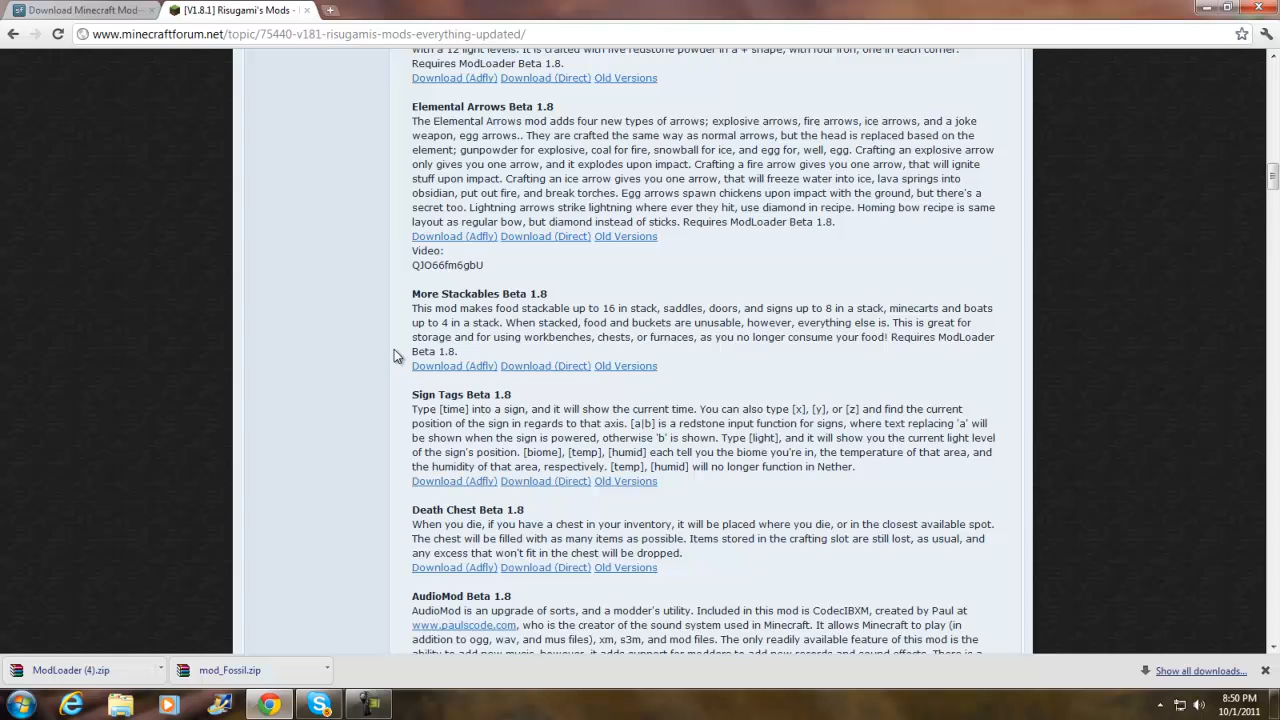 Download Minecraft Mod
[V1.8.1] Risugami's Mods -
www.minecraftforum.net/topic/75440-v181-risugamis-mods-everything-updated/
with a 12 light levels. It is crafted with five redstone powder in a + shape, with four iron, one in each corner.
Requires ModLoader Beta 1.8.
Download (Adfly) Download (Direct) Old Versions
Elemental Arrows Beta 1.8
The Elemental Arrows mod adds four new types of arrows; explosive arrows, fire arrows, ice arrows, and a joke
weapon, egg arrows.. They are crafted the same way as normal arrows, but the head is replaced based on the
element; gunpowder for explosive, coal for fire, snowball for ice, and egg for, well, egg. Crafting an explosive arrow
only gives you one arrow, and it explodes upon impact. Crafting a fire arrow gives you one arrow, that will ignite
stuff upon impact. Crafting an ice arrow gives you one arrow, that will freeze water into ice, lava springs into
obsidian, put out fire, and break torches. Egg arrows spawn chickens upon impact with the ground, but there's a
secret too. Lightning arrows strike lightning where ever they hit, use diamond in recipe. Homing bow recipe is same
layout as regular bow, but diamond instead of sticks. Requires ModLoader Beta 1.8.
Download (Adfly) Download (Direct) Old Versions
Video:
QJO66fm6gbU
More Stackables Beta 1.8
This mod makes food stackable up to 16 in stack, saddles, doors, and signs up to 8 in a stack, minecarts and boats
up to 4 in a stack. When stacked, food and buckets are unusable, however, everything else is. This is great for
storage and for using workbenches, chests, or furnaces, as you no longer consume your food! Requires ModLoader
Beta 1.8.
Download (Adfly) Download (Direct) Old Versions
Sign Tags Beta 1.8
Type [time] into a sign, and it will show the current time. You can also type [x], [y], or [z] and find the current
position of the sign in regards to that axis. [a|b] is a redstone input function for signs, where text replacing 'a' will
be shown when the sign is powered, otherwise 'b' is shown. Type [light], and it will show you the current light level
of the sign's position. [biome], [temp], [humid] each tell you the biome you're in, the temperature of that area, and
the humidity of that area, respectively. [temp], [humid] will no longer function in Nether.
Download (Adfly) Download (Direct) Old Versions
Death Chest Beta 1.8
When you die, if you have a chest in your inventory, it will be placed where you die, or in the closest available spot.
The chest will be filled with as many items as possible. Items stored in the crafting slot are still lost, as usual, and
any excess that won't fit in the chest will be dropped.
Download (Adfly) Download (Direct) Old Versions
AudioMod Beta 1.8
AudioMod is an upgrade of sorts, and a modder's utility. Included in this mod is CodecIBXM, created by Paul at
www.paulscode.com, who is the creator of the sound system used in Minecraft. It allows Minecraft to play (in
addition to ogg, wav, and mus files), xm, s3m, and mod files. The only readily available feature of this mod is the
ability to add new music, however, it adds support for modders to add new records and sound effects. There is a
ModLoader (4).zip
mod_Fossil.zip
Show all downloads...
8:50 PM
10/1/2011